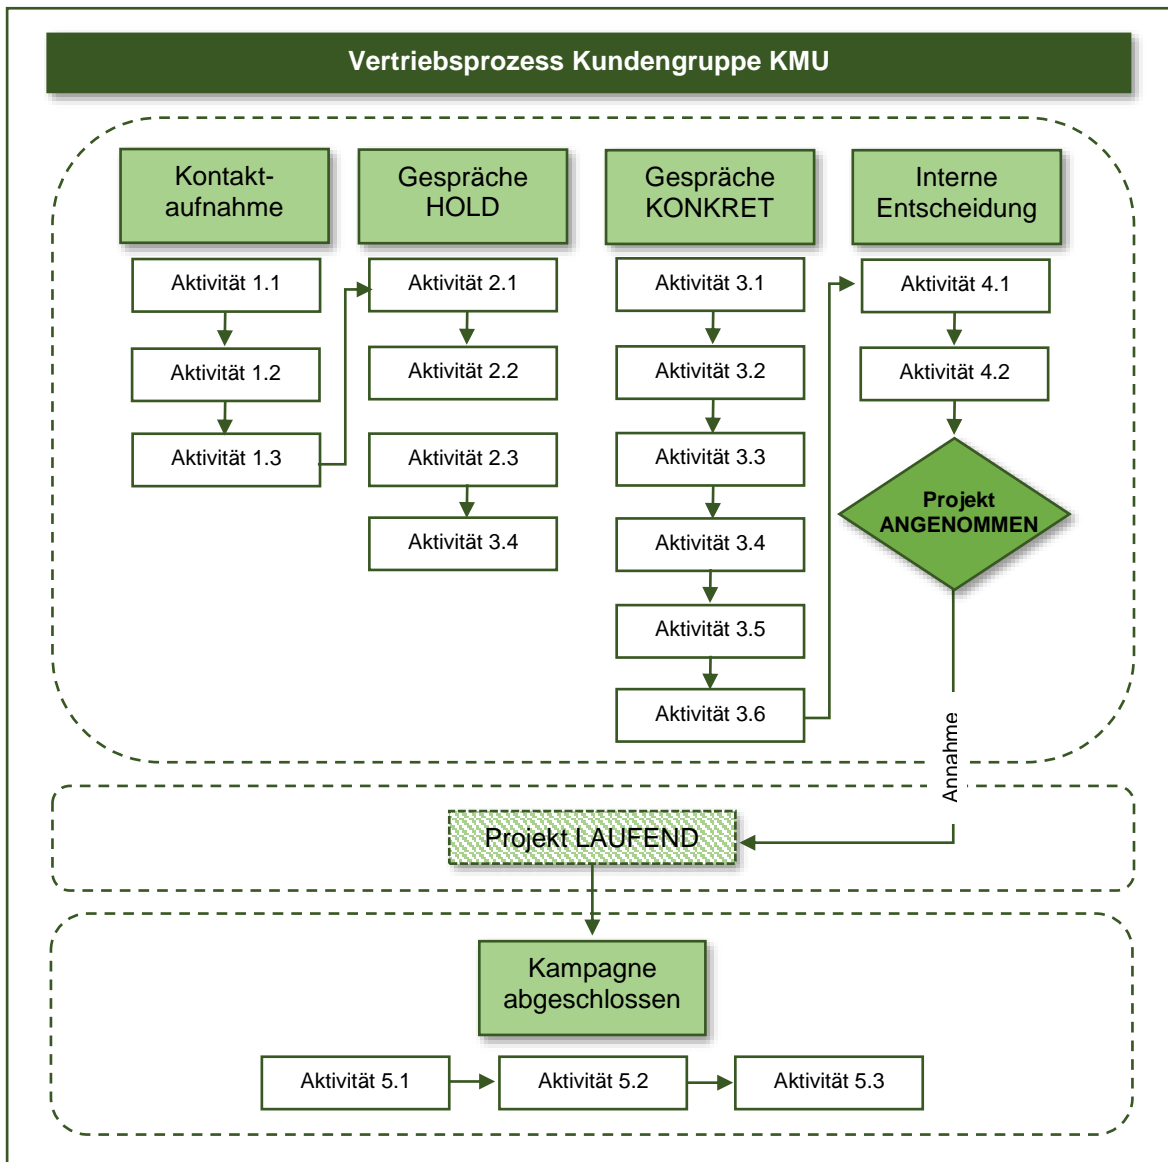 Vertriebsprozess Kundengruppe KMU
Kontakt-
aufnahme
Aktivität 1.1
Aktivität 1.2
Aktivität 1.3
Gespräche
HOLD
Aktivität 2.1
Aktivität 2.2
Aktivität 2.3
Aktivität 3.4
Gespräche
KONKRET
Aktivität 3.1
Aktivität 3.2
Aktivität 3.3
Aktivität 3.4
Aktivität 3.5
Aktivität 3.6
Interne
Entscheidung
Aktivität 4.1
Aktivität 4.2
Projekt
ANGENOMMEN
Annahme
Projekt LAUFEND
Kampagne
abgeschlossen
Aktivität 5.1
Aktivität 5.2
Aktivität 5.3